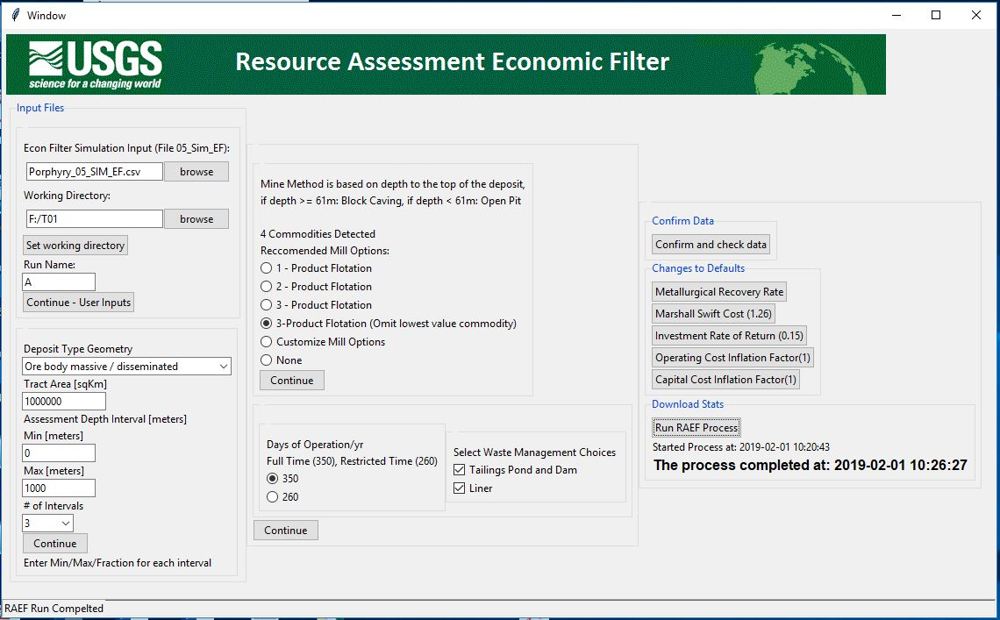 Window
USGS
science for a changing world
Resource Assessment Economic Filter
Input Files
Econ Filter Simulation Input (File 05_Sim_EF):
Porphyry_05_SIM_EF.csv
browse
Working Directory:
F:/T01
browse
Set working directory
Run Name:
A
Continue - User Inputs
Deposit Type Geometry
Ore body massive / disseminated
Tract Area [sqKm]
1000000
Assessment Depth Interval [meters]
Min [meters]
0
Max [meters]
1000
# of Intervals
3
Continue
Enter Min/Max/Fraction for each interval
Mine Method is based on depth to the top of the deposit,
if depth >= 61m: Block Caving, if depth < 61m: Open Pit
4 Commodities Detected
Reccomended Mill Options:
1 - Product Flotation
2 - Product Flotation
3 - Product Flotation
3-Product Flotation (Omit lowest value commodity)
Customize Mill Options
None
Continue
Days of Operation/yr
Full Time (350), Restricted Time (260)
350
260
Select Waste Management Choices
Tailings Pond and Dam
Liner
Continue
Confirm Data
Confirm and check data
Changes to Defaults
Metallurgical Recovery Rate
Marshall Swift Cost (1.26)
Investment Rate of Return (0.15)
Operating Cost Inflation Factor(1)
Capital Cost Inflation Factor(1)
Download Stats
Run RAEF Process
Started Process at: 2019-02-01 10:20:43
The process completed at: 2019-02-01 10:26:27
RAEF Run Compelted